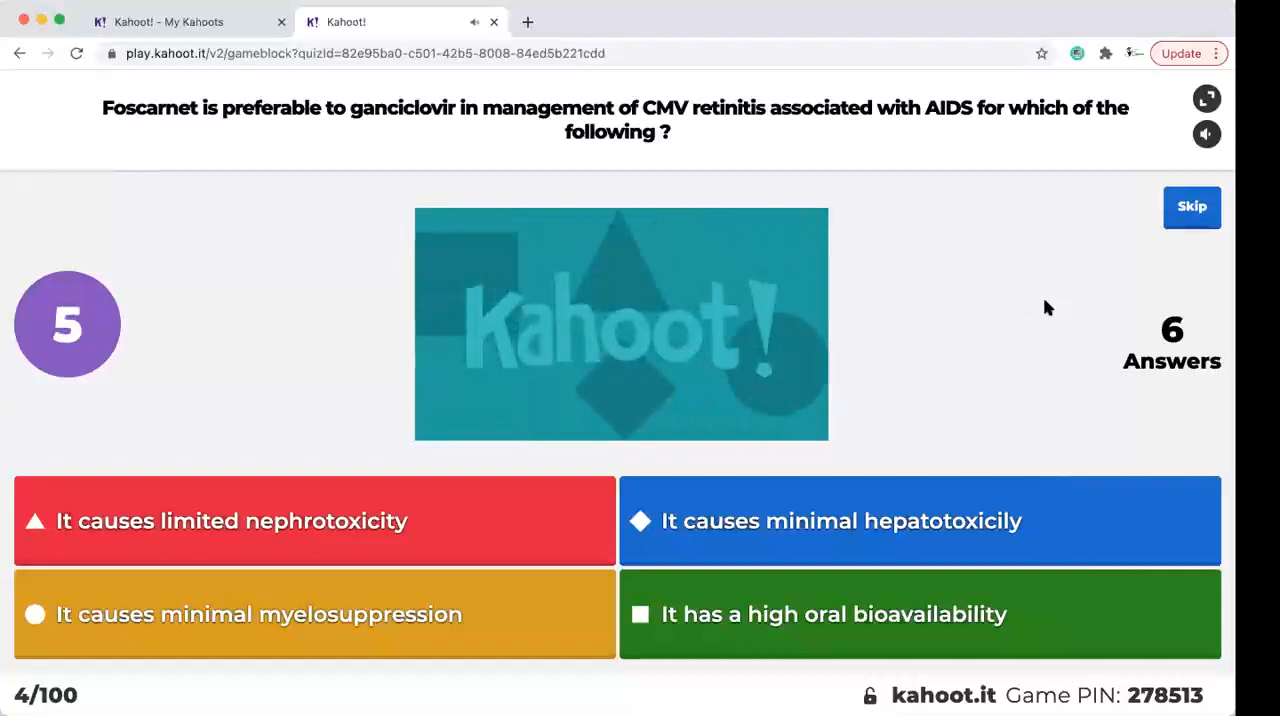 K! Kahoot! - My Kahoots
K! Kahoot!
play.kahoot.it/v2/gameblock?quizId=82e95ba0-c501-42b5-8008-84ed5b221cdd
Update
Foscarnet is preferable to ganciclovir in management of CMV retinitis associated with AIDS for which of the
following ?
Skip
Kahoot!
5
6
Answers
It causes limited nephrotoxicity
It causes minimal hepatotoxicily
It causes minimal myelosuppression
It has a high oral bioavailability
4/100
kahoot.it Game PIN: 278513